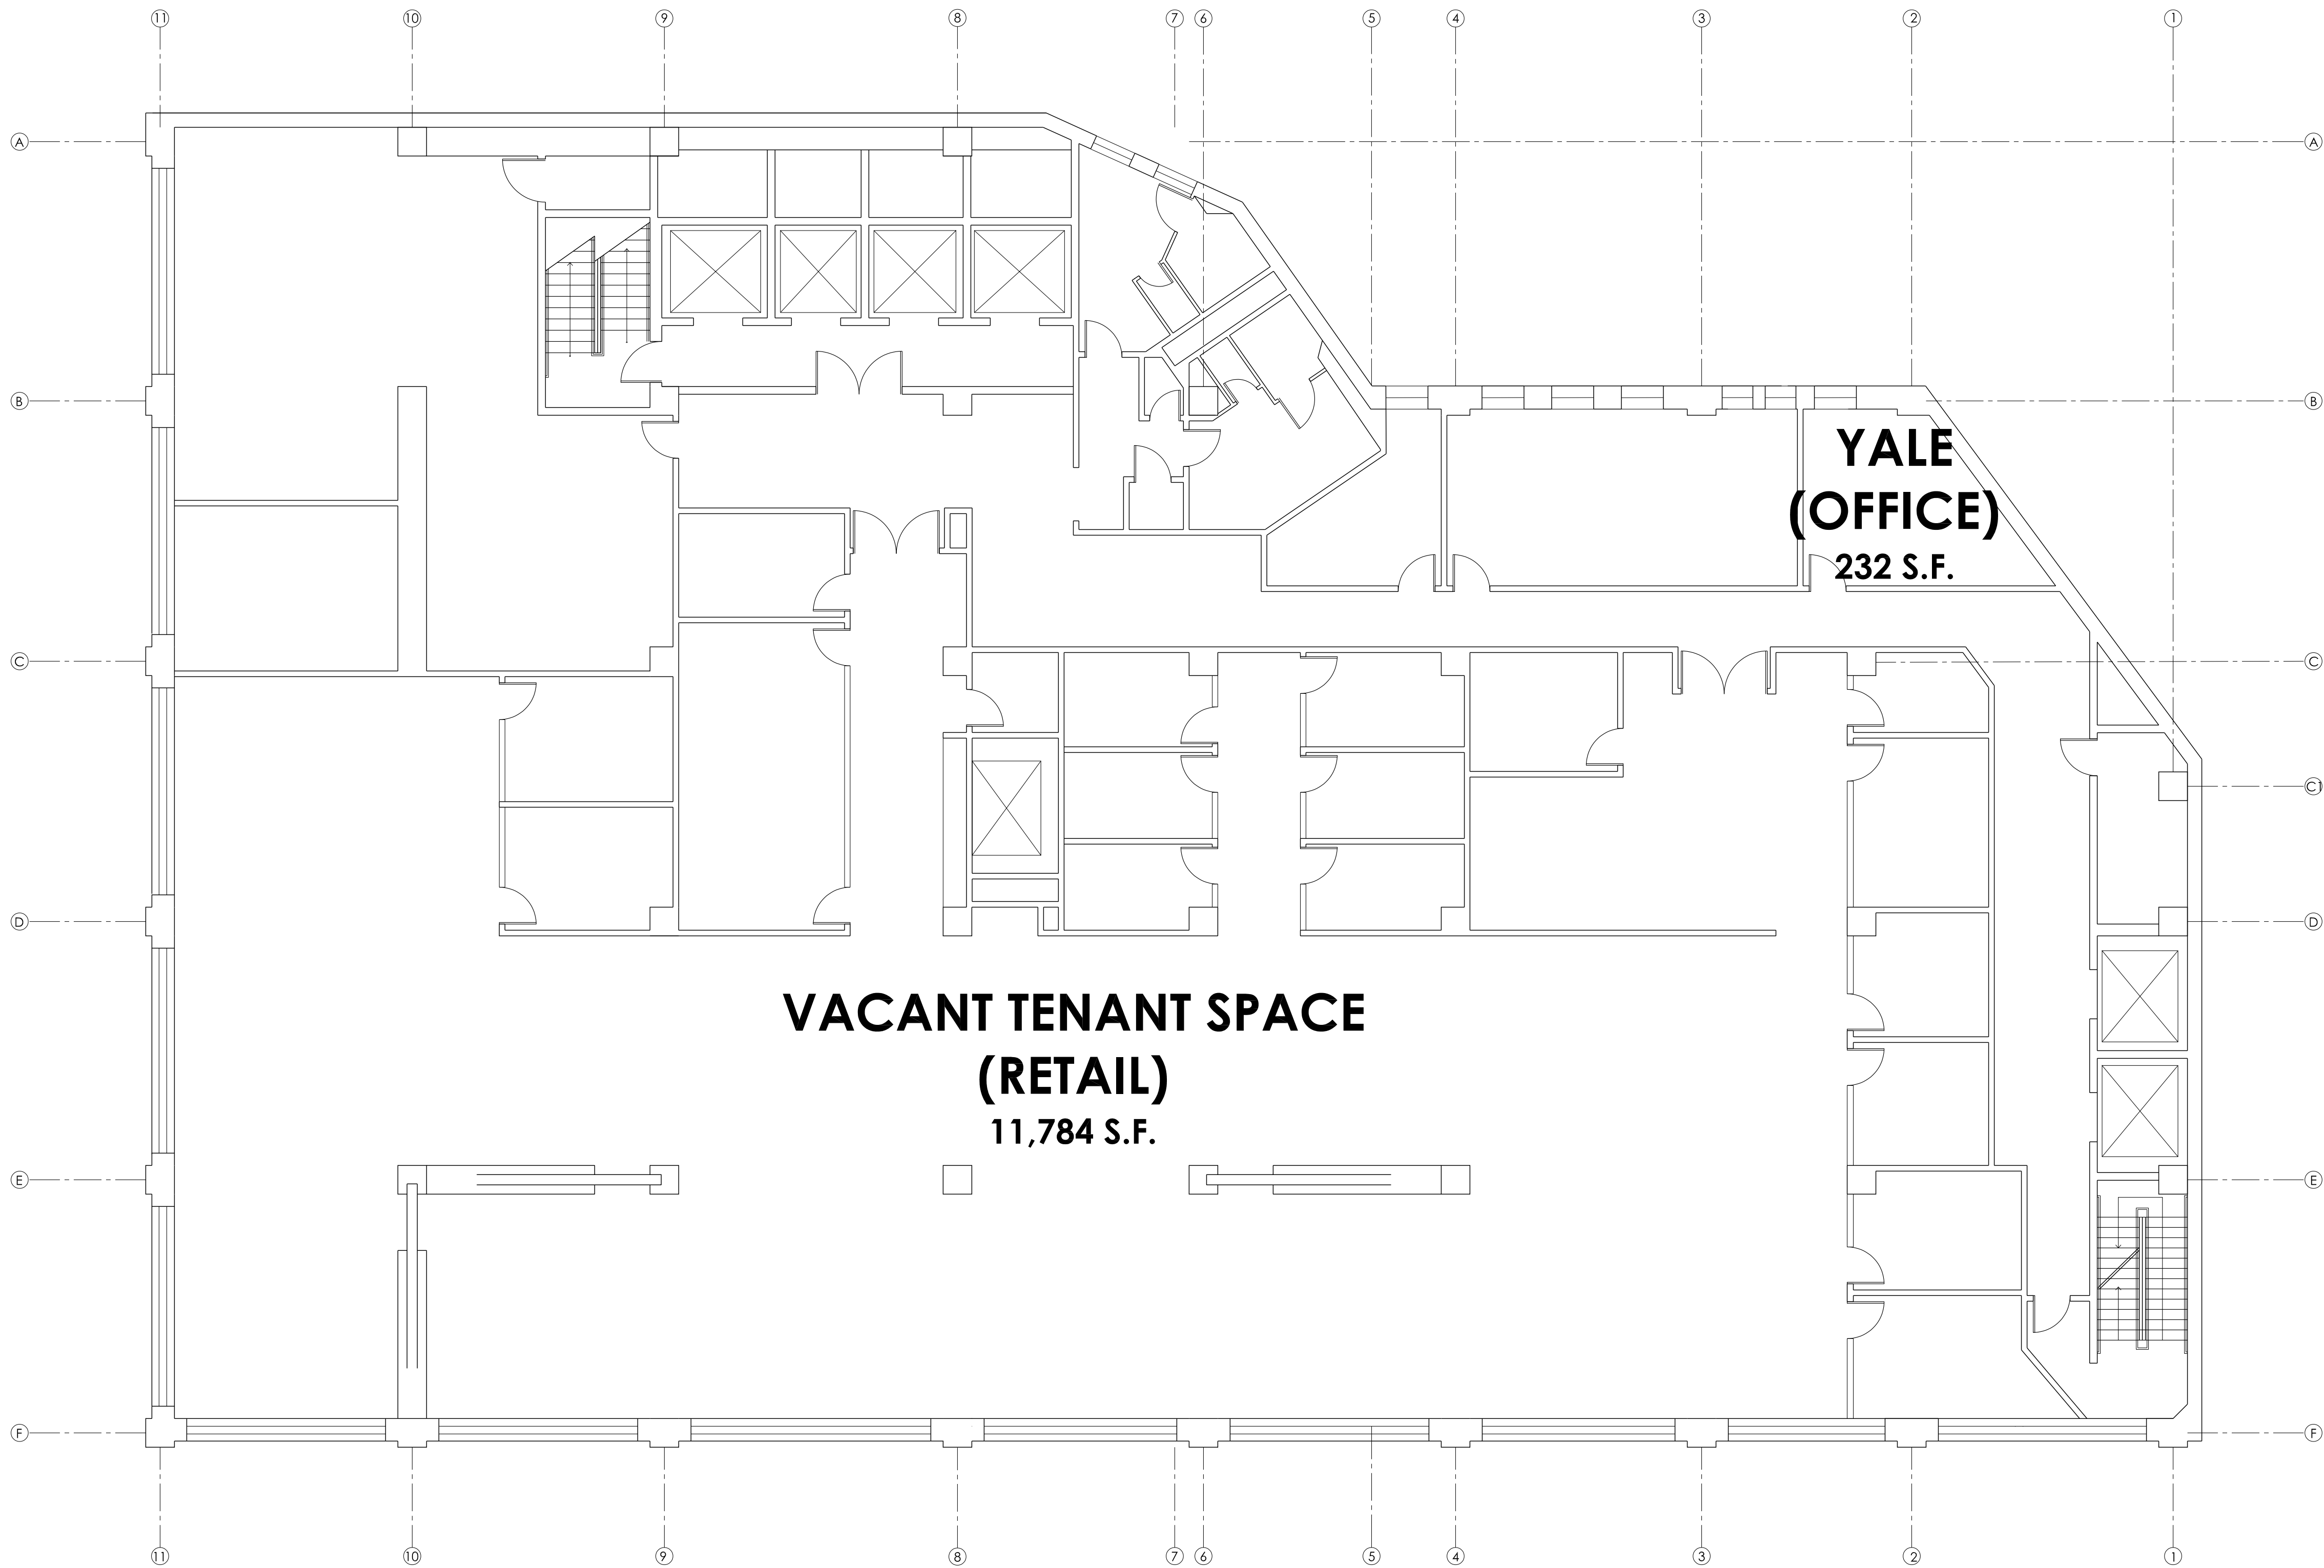 11 10 9 8 7 6 5 4 3 2 1
A A
B B
YALE
(OFFICE)
232 S.F.
C C
C1
D D
VACANT TENANT SPACE
(RETAIL)
11,784 S.F.
E E
F F
11 10 9 8 7 6 5 4 3 2 1